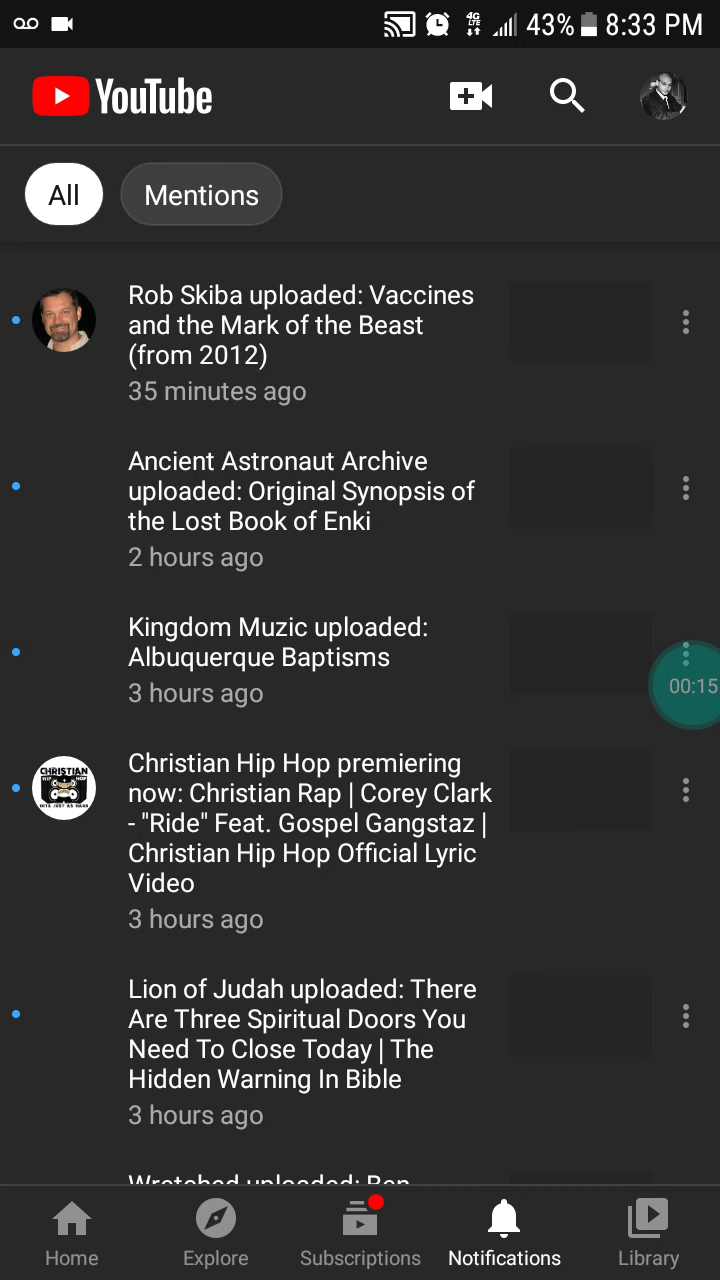 4G LTE 43% 8:33 PM
YouTube
All Mentions
Rob Skiba uploaded: Vaccines
and the Mark of the Beast
(from 2012)
35 minutes ago
Ancient Astronaut Archive
uploaded: Original Synopsis of
the Lost Book of Enki
2 hours ago
Kingdom Muzic uploaded:
Albuquerque Baptisms
3 hours ago
00:15
CHRISTIAN
HIP HOP
Christian Hip Hop premiering
now: Christian Rap | Corey Clark
- "Ride" Feat. Gospel Gangstaz |
Christian Hip Hop Official Lyric
Video
3 hours ago
Lion of Judah uploaded: There
Are Three Spiritual Doors You
Need To Close Today | The
Hidden Warning In Bible
3 hours ago
Wretched uploaded: Ben
Home Explore Subscriptions Notifications Library